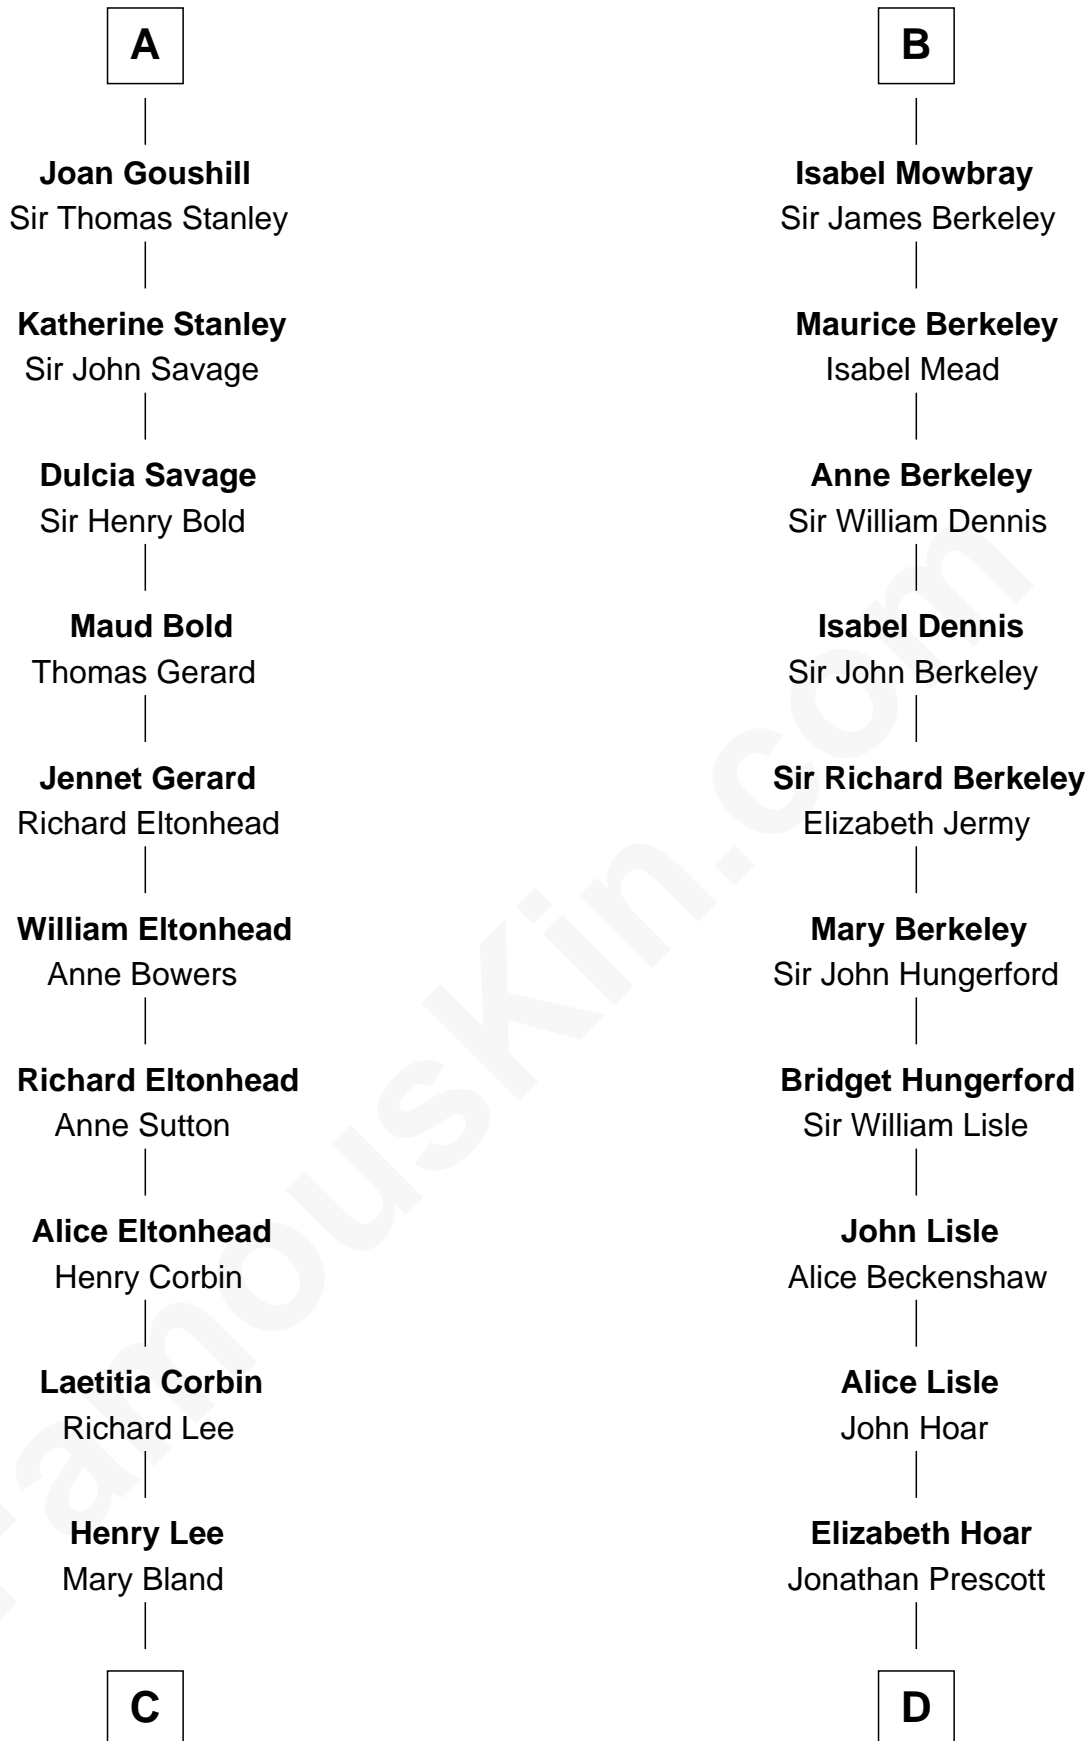 A
Joan Goushill
Sir Thomas Stanley
Katherine Stanley
Sir John Savage
Dulcia Savage
Sir Henry Bold
Maud Bold
Thomas Gerard
Jennet Gerard
Richard Eltonhead
William Eltonhead
Anne Bowers
Richard Eltonhead
Anne Sutton
Alice Eltonhead
Henry Corbin
Laetitia Corbin
Richard Lee
Henry Lee
Mary Bland
C
B
Isabel Mowbray
Sir James Berkeley
Maurice Berkeley
Isabel Mead
Anne Berkeley
Sir William Dennis
Isabel Dennis
Sir John Berkeley
Sir Richard Berkeley
Elizabeth Jermy
Mary Berkeley
Sir John Hungerford
Bridget Hungerford
Sir William Lisle
John Lisle
Alice Beckenshaw
Alice Lisle
John Hoar
Elizabeth Hoar
Jonathan Prescott
D
FamousKin.com